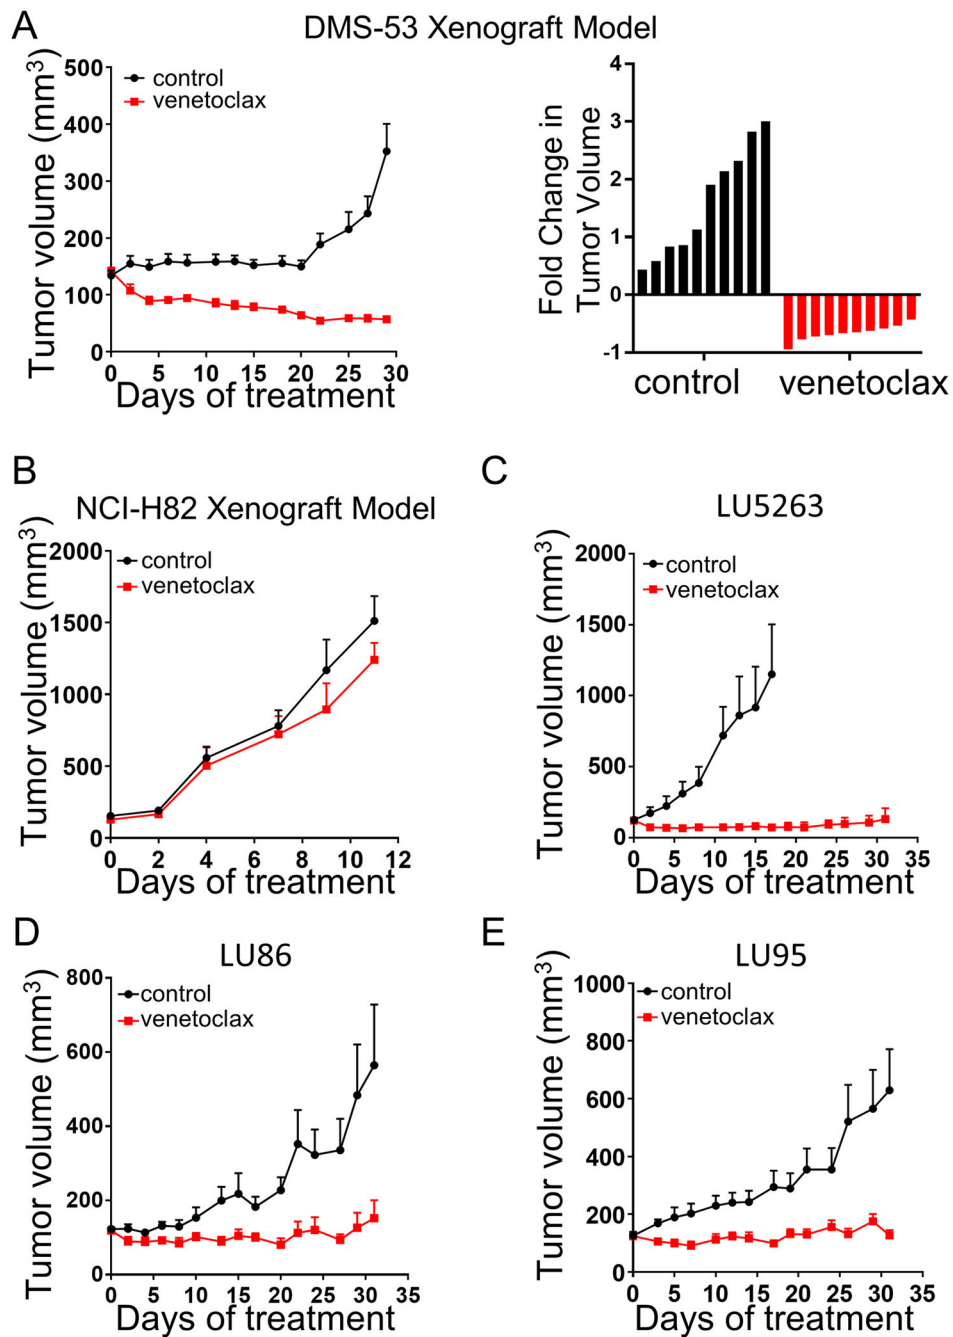 A
DMS-53 Xenograft Model
Tumor volume (mm3)
500
400
300
200
100
0
control
venetoclax
0 5 10 15 20 25 30
Days of treatment
Fold Change in
Tumor Volume
4
3
2
1
0
-1
control venetoclax
B
NCI-H82 Xenograft Model
Tumor volume (mm3)
2000
1500
1000
500
0
control
venetoclax
0 2 4 6 8 10 12
Days of treatment
C
LU5263
Tumor volume (mm3)
2000
1500
1000
500
0
control
venetoclax
0 5 10 15 20 25 30 35
Days of treatment
D
LU86
Tumor volume (mm3)
800
600
400
200
0
control
venetoclax
0 5 10 15 20 25 30 35
Days of treatment
E
LU95
Tumor volume (mm3)
1000
800
600
400
200
0
control
venetoclax
0 5 10 15 20 25 30 35
Days of treatment